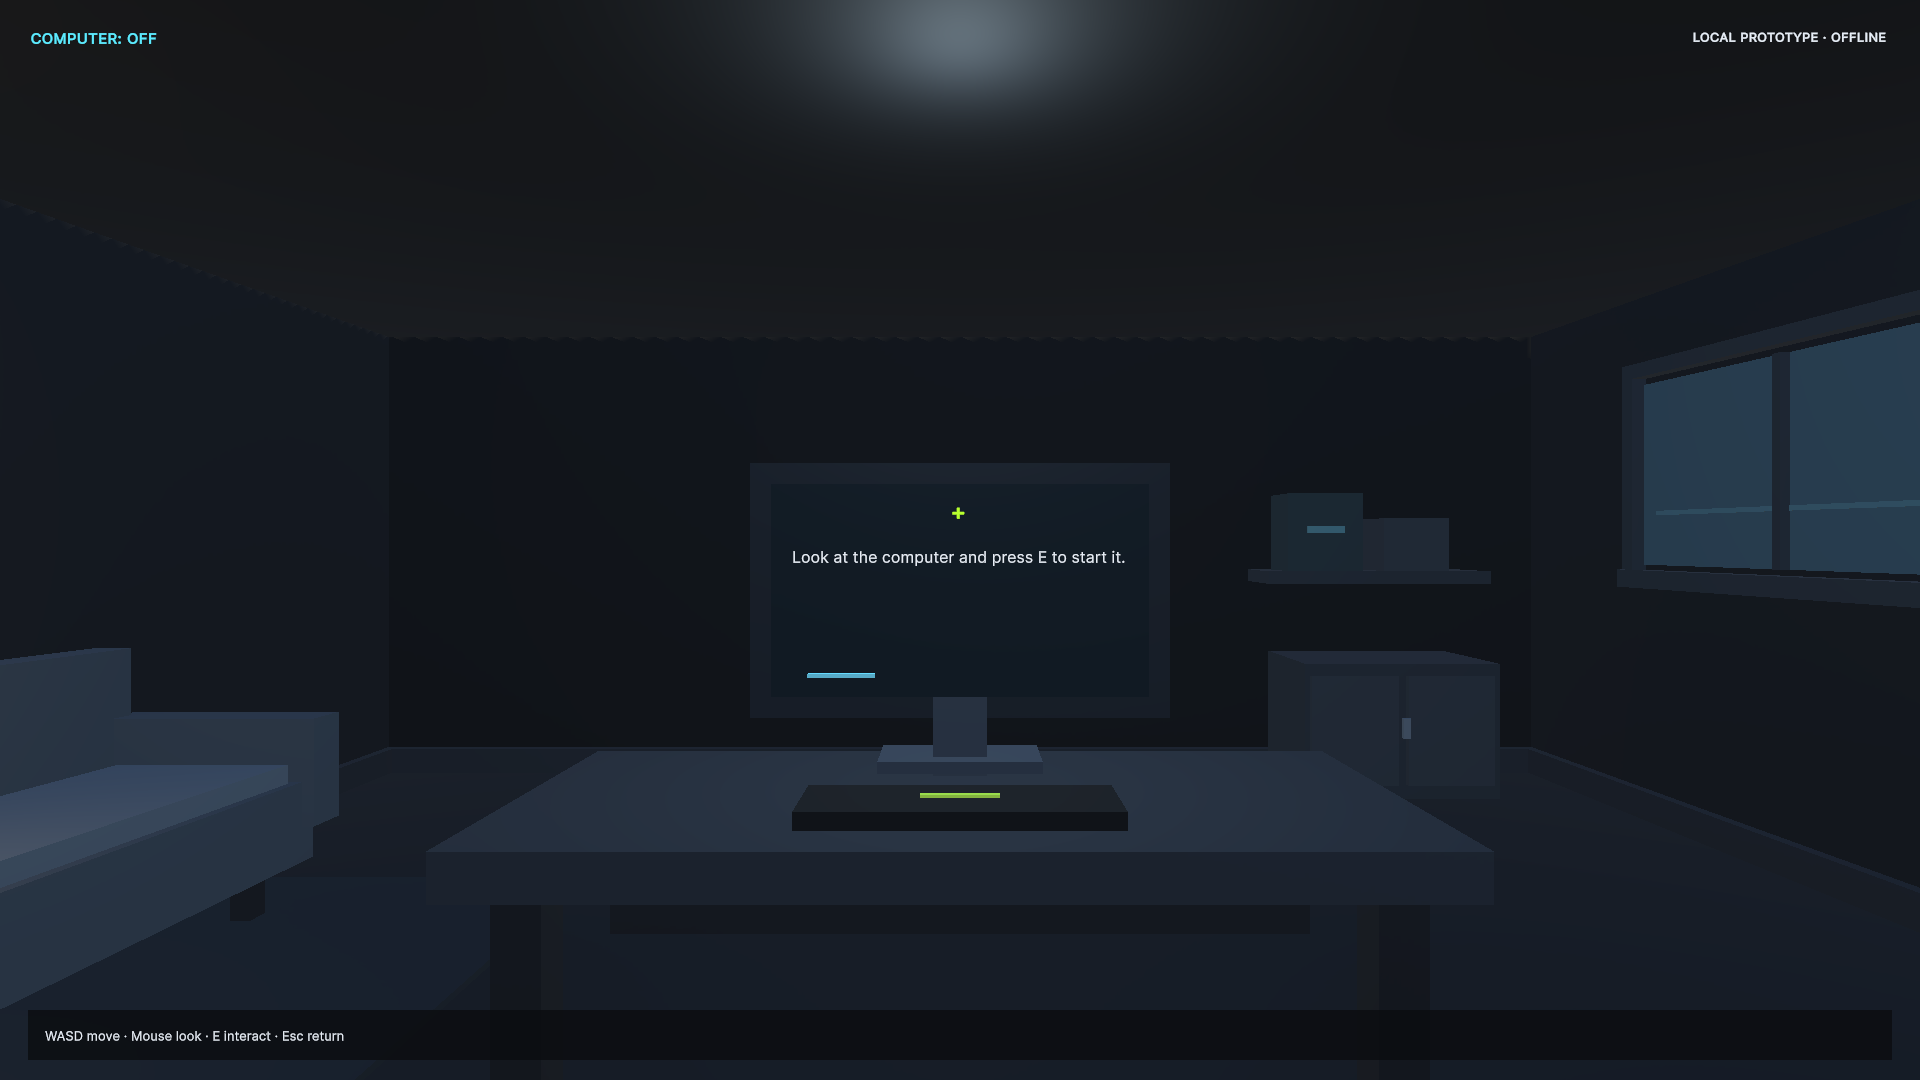 COMPUTER: OFF
LOCAL PROTOTYPE · OFFLINE
Look at the computer and press E to start it.
WASD move · Mouse look · E interact · Esc return